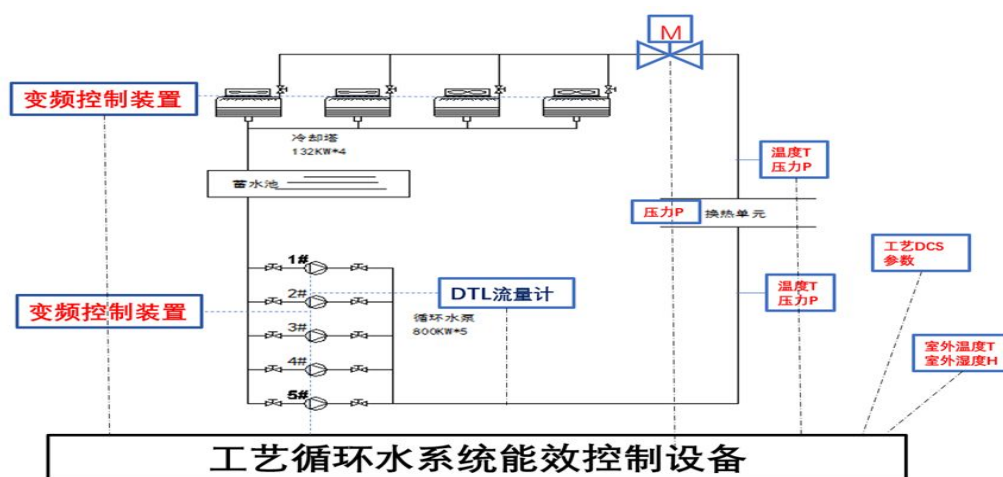 M
变频控制装置
冷却塔
132KW*4
温度T
压力P
蓄水池
压力P
换热单元
工艺DCS
参数
1#
DTL流量计
温度T
压力P
2#
变频控制装置
循环水泵
800KW*5
3#
室外温度T
室外湿度H
4#
5#
工艺循环水系统能效控制设备